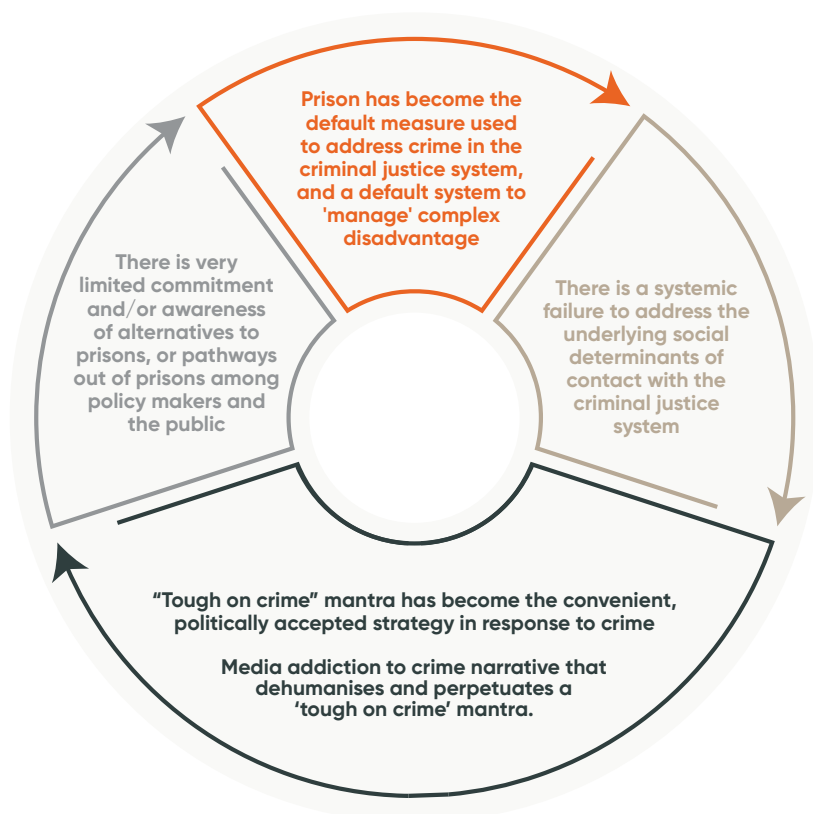 Prison has become the
default measure used
to address crime in the
criminal justice system,
and a default system to
'manage' complex
disadvantage
There is a systemic
failure to address the
underlying social
determinants of
contact with the
criminal justice
system
“Tough on crime” mantra has become the convenient,
politically accepted strategy in response to crime
Media addiction to crime narrative that
dehumanises and perpetuates a
‘tough on crime’ mantra.
There is very
limited commitment
and/or awareness
of alternatives to
prisons, or pathways
out of prisons among
policy makers and
the public